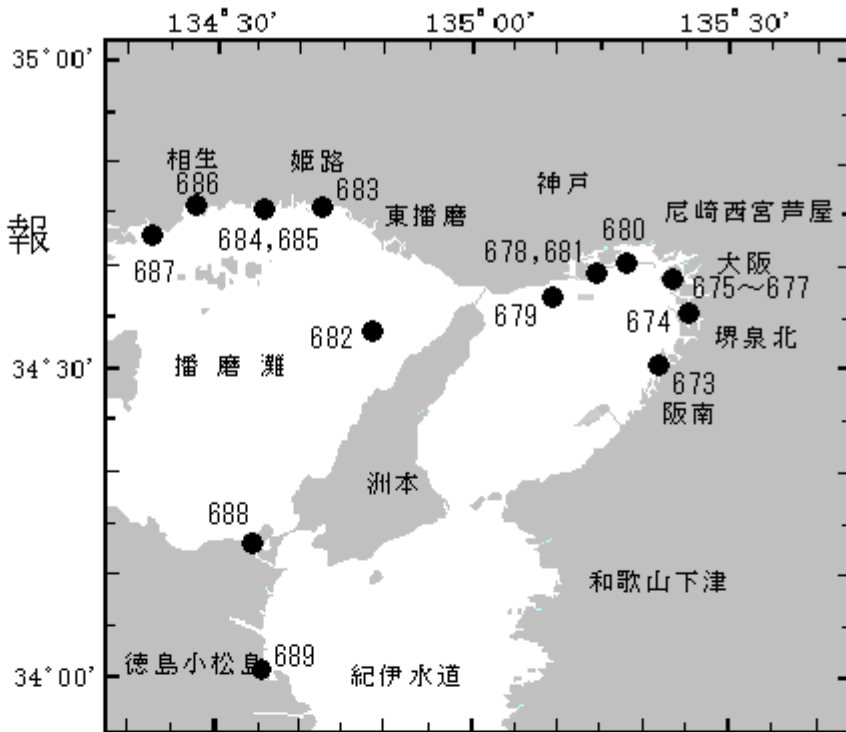 134°30'
135°00'
135°30'
35°00'
相生
姫路
神戸
686
683
尼崎西宮芦屋
報
東播磨
680
684,685
678,681
大阪
687
675～677
679
674
682
堺泉北
34°30'
播磨灘
673
阪南
洲本
688
和歌山下津
徳島小松島
689
34°00'
紀伊水道